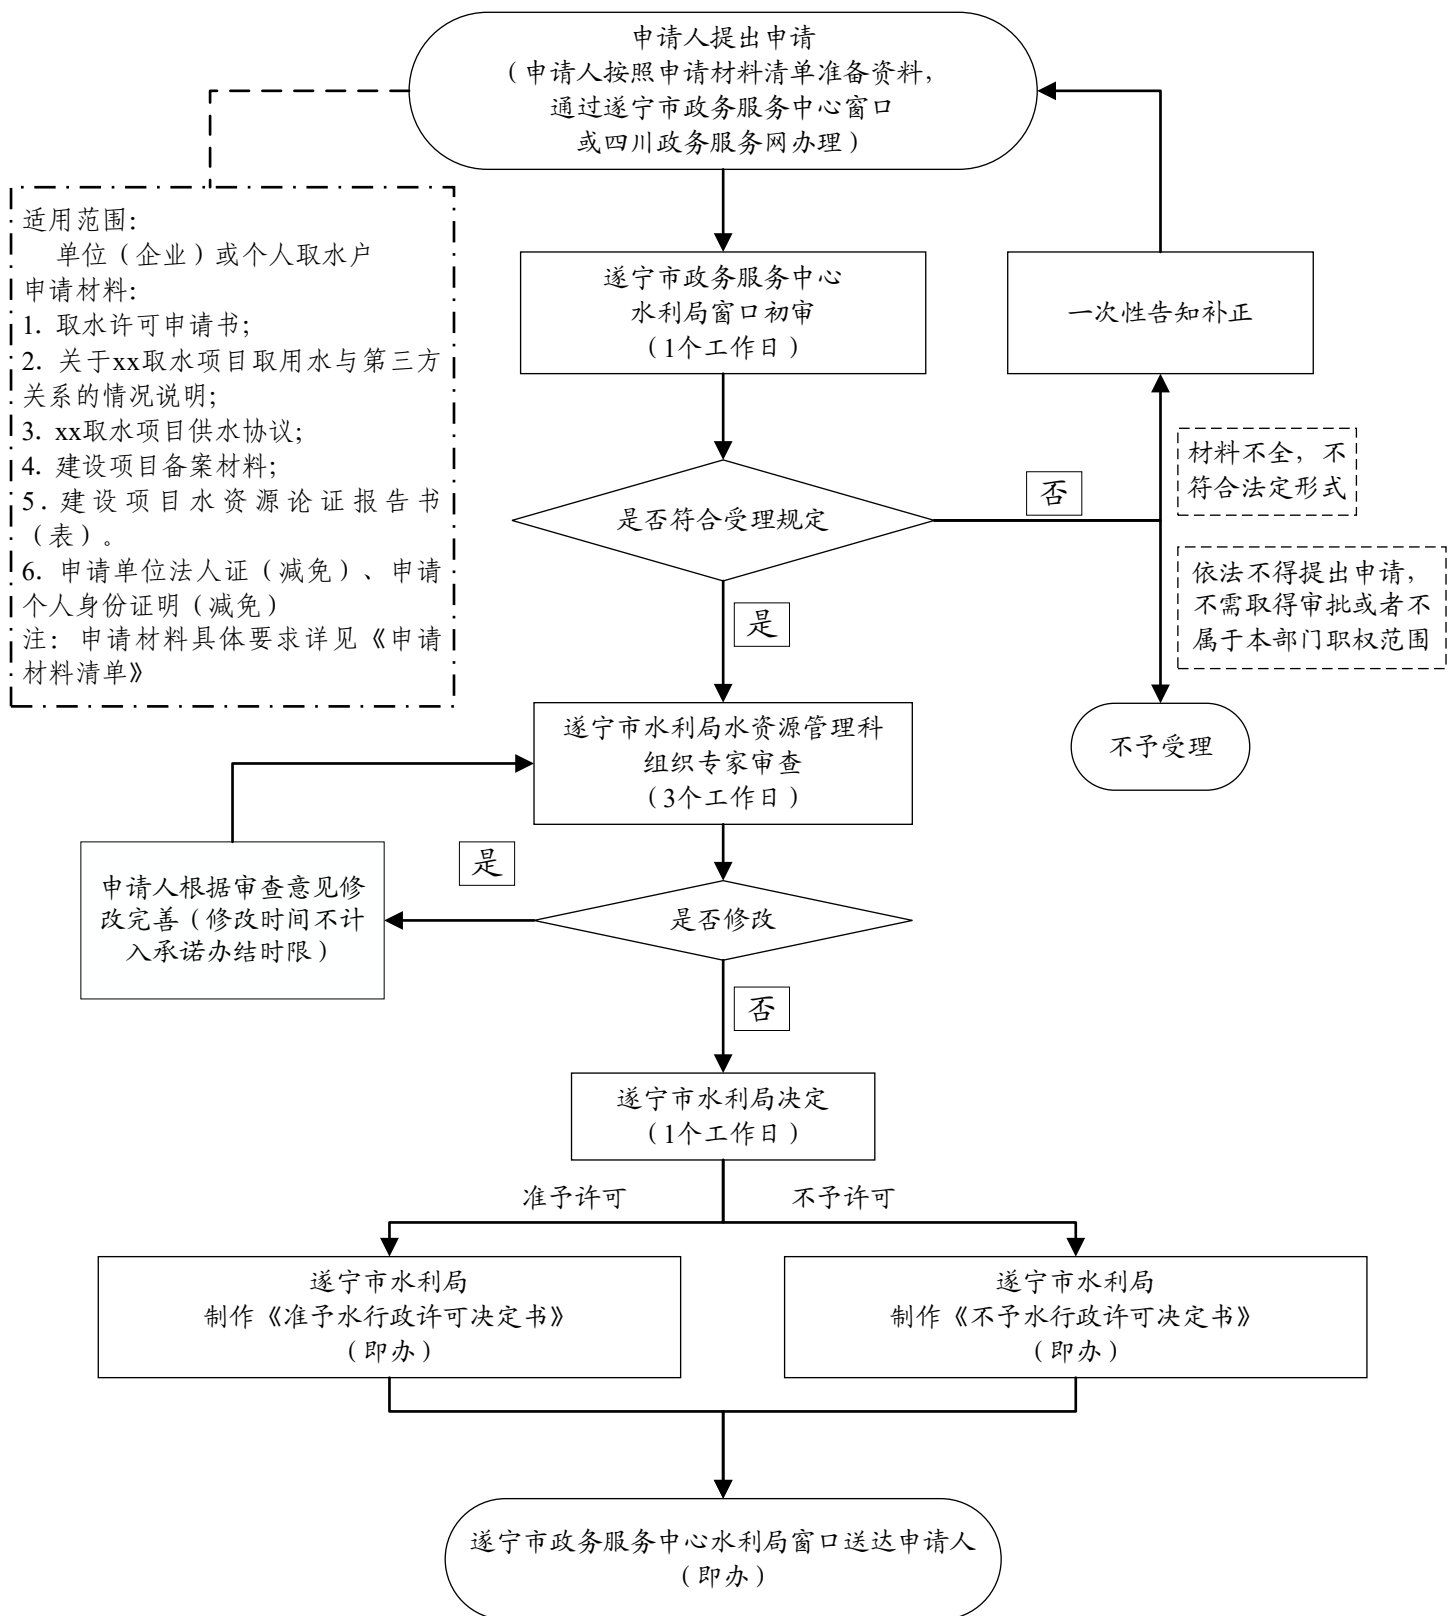 申请人提出申请
（申请人按照申请材料清单准备资料，
通过遂宁市政务服务中心窗口
或四川政务服务网办理）
适用范围：
单位（企业）或个人取水户
申请材料：
1. 取水许可申请书；
2. 关于xx取水项目取用水与第三方
关系的情况说明；
3. xx取水项目供水协议；
4. 建设项目备案材料；
5. 建设项目水资源论证报告书
（表）。
6. 申请单位法人证（减免）、申请
个人身份证明（减免）
注：申请材料具体要求详见《申请
材料清单》
遂宁市政务服务中心
水利局窗口初审
（1个工作日）
一次性告知补正
是否符合受理规定
否
材料不全，不
符合法定形式
依法不得提出申请，
不需取得审批或者不
属于本部门职权范围
是
遂宁市水利局水资源管理科
组织专家审查
（3个工作日）
不予受理
是
申请人根据审查意见修
改完善（修改时间不计
入承诺办结时限）
是否修改
否
遂宁市水利局决定
（1个工作日）
准予许可
不予许可
遂宁市水利局
制作《准予水行政许可决定书》
（即办）
遂宁市水利局
制作《不予水行政许可决定书》
（即办）
遂宁市政务服务中心水利局窗口送达申请人
（即办）